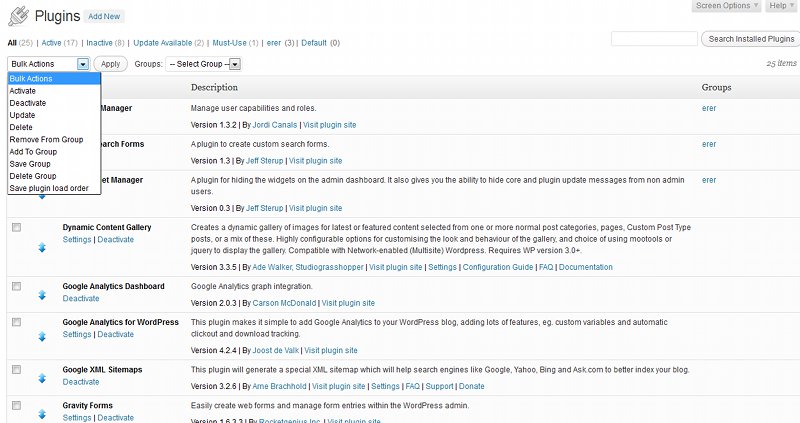 Screen Options Help
Plugins Add New
All (25) | Active (17) | Inactive (8) | Update Available (2) | Must-Use (1) | erer (3) | Default (0)
Search Installed Plugins
Bulk Actions Apply Groups: -- Select Group -- 25 items
Bulk Actions
Activate
Deactivate
Update
Delete
Remove From Group
Add To Group
Save Group
Delete Group
Save plugin load order
Description Groups
Manager Manage user capabilities and roles. erer
Version 1.3.2 | By Jordi Canals | Visit plugin site
arch Forms A plugin to create custom search forms. erer
Version 1.3 | By Jeff Sterup | Visit plugin site
et Manager A plugin for hiding the widgets on the admin dashboard. It also gives you the ability to hide core and plugin update messages from non admin erer
users.
Version 0.3 | By Jeff Sterup | Visit plugin site
Dynamic Content Gallery Creates a dynamic gallery of images for latest or featured content selected from one or more normal post categories, pages, Custom Post Type
Settings | Deactivate posts, or a mix of these. Highly configurable options for customising the look and behaviour of the gallery, and choice of using mootools or
jquery to display the gallery. Compatible with Network-enabled (Multisite) Wordpress. Requires WP version 3.0+.
Version 3.3.5 | By Ade Walker, Studiograsshopper | Visit plugin site | Settings | Configuration Guide | FAQ | Documentation
Google Analytics Dashboard Google Analytics graph integration.
Deactivate
Version 2.0.3 | By Carson McDonald | Visit plugin site
Google Analytics for WordPress This plugin makes it simple to add Google Analytics to your WordPress blog, adding lots of features, eg. custom variables and automatic
Settings | Deactivate clickout and download tracking.
Version 4.2.4 | By Joost de Valk | Visit plugin site
Google XML Sitemaps This plugin will generate a special XML sitemap which will help search engines like Google, Yahoo, Bing and Ask.com to better index your blog.
Deactivate
Version 3.2.6 | By Arne Brachhold | Visit plugin site | Settings | FAQ | Support | Donate
Gravity Forms Easily create web forms and manage form entries within the WordPress admin.
Settings | Deactivate
Version 1.6.3.3 | By Rocketgenius Inc. | Visit plugin site